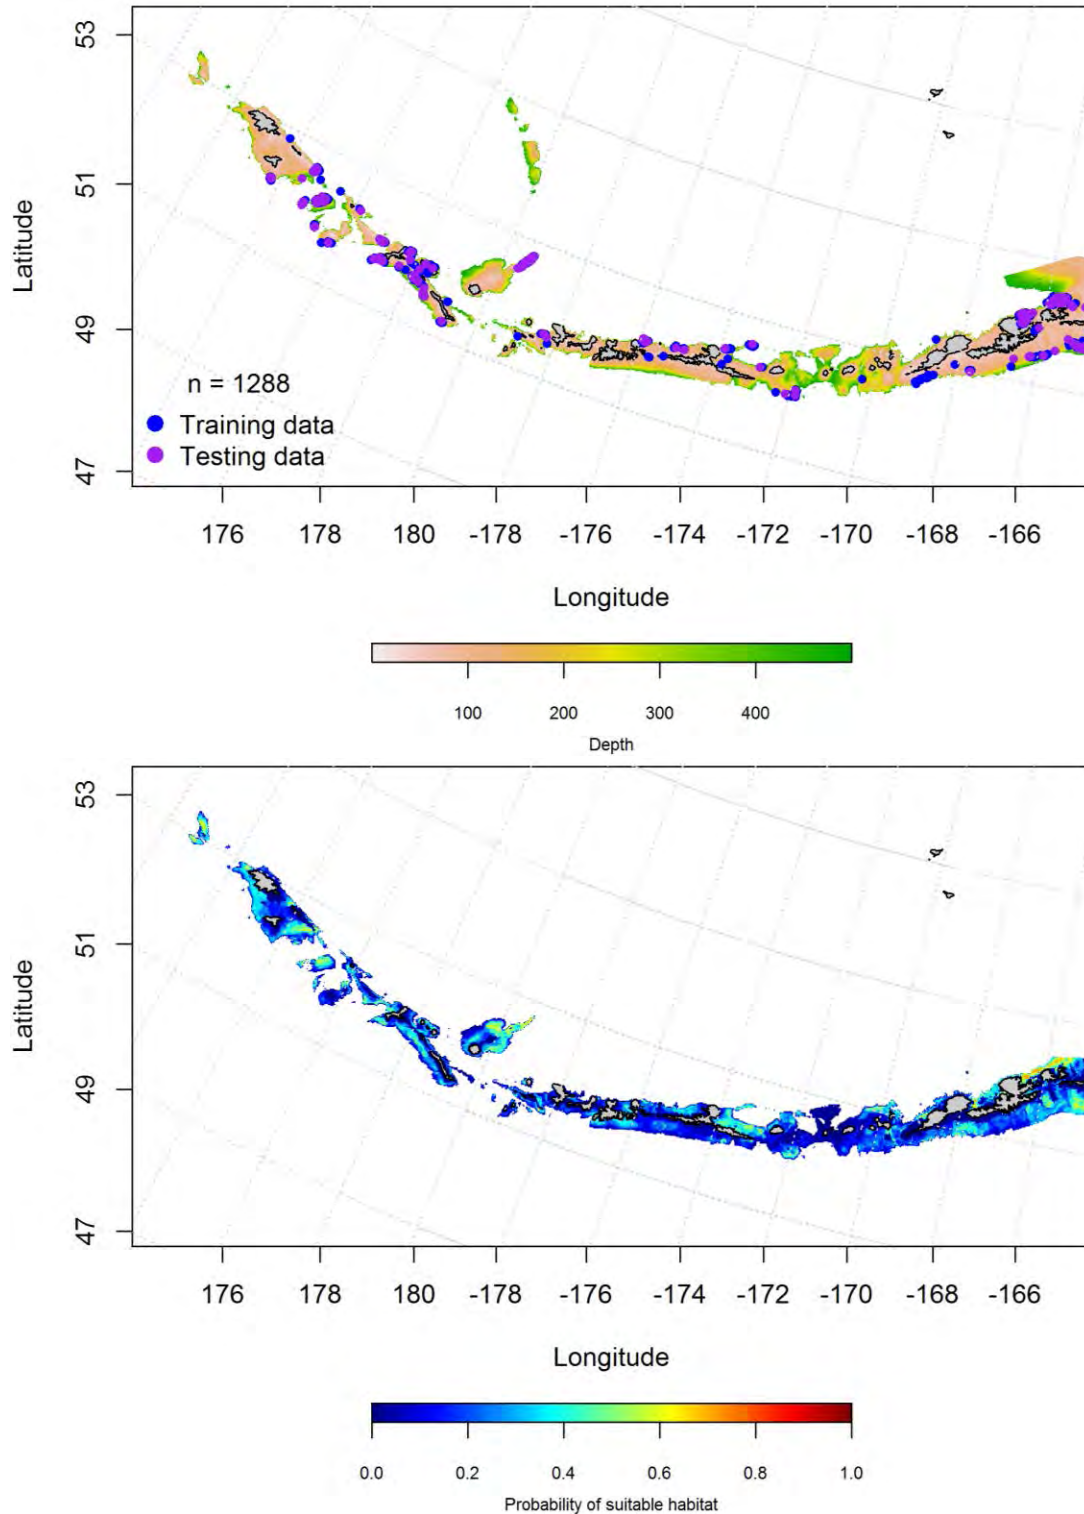 53
51
49
47
Latitude
n = 1288
Training data
Testing data
176 178 180 -178 -176 -174 -172 -170 -168 -166
Longitude
100 200 300 400
Depth
53
51
49
47
Latitude
176 178 180 -178 -176 -174 -172 -170 -168 -166
Longitude
0.0 0.2 0.4 0.6 0.8 1.0
Probability of suitable habitat